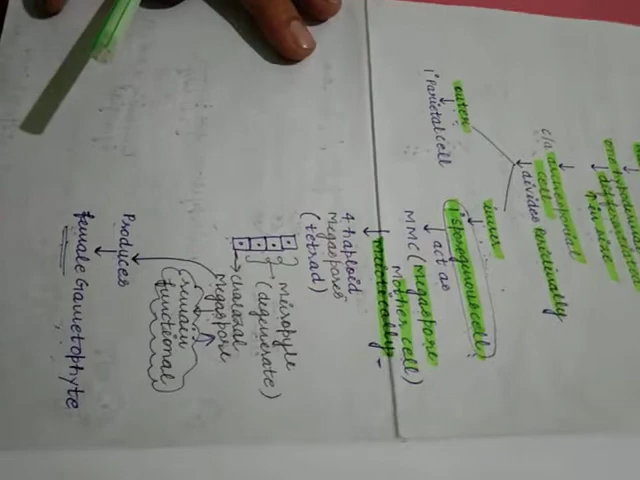 one
differentiates
↑ in size
c/a archesporial
cell
↓ divides
outer
inner
1° Parietal cell
1° sporogenous cell
↓ act as
MMC (Megaspore
Mother cell)
↓ meiotically
4 haploid
megaspores
(tetrad)
micropyle
(degenerate)
→ chalazal
megaspore
(remain
functional)
Produces
↓
female Gametophyte